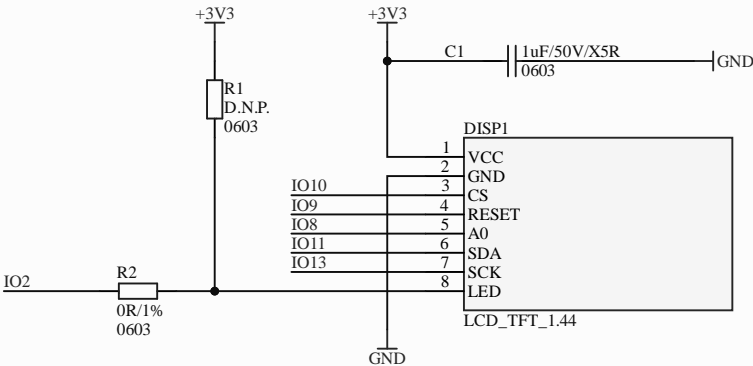 +3V3
+3V3
C1
1uF/50V/X5R
0603
GND
R1
D.N.P.
0603
DISP1
1 VCC
2 GND
IO10 3 CS
IO9 4 RESET
IO8 5 A0
IO11 6 SDA
IO13 7 SCK
8 LED
LCD_TFT_1.44
IO2
R2
0R/1%
0603
GND